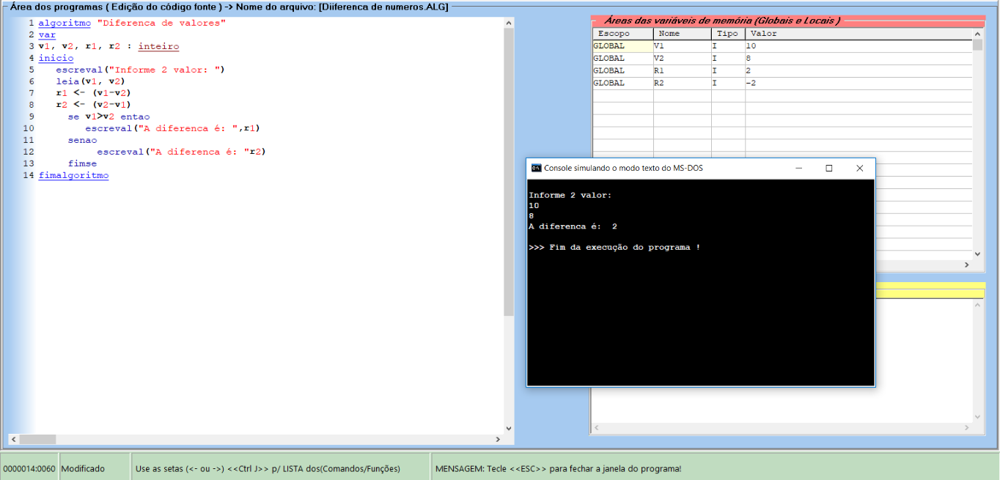 Área dos programas ( Edição do código fonte ) -> Nome do arquivo: [Diiferenca de numeros.ALG]
1 algoritmo "Diferenca de valores"
2 var
3 v1, v2, r1, r2 : inteiro
4 inicio
5 escreval("Informe 2 valor: ")
6 leia(v1, v2)
7 r1 <- (v1-v2)
8 r2 <- (v2-v1)
9 se v1>v2 entao
10 escreval("A diferenca é: ",r1)
11 senao
12 escreval("A diferenca é: "r2)
13 fimse
14 fimalgoritmo
Áreas das variáveis de memória (Globais e Locais )
Escopo Nome Tipo Valor
GLOBAL V1 I 10
GLOBAL V2 I 8
GLOBAL R1 I 2
GLOBAL R2 I -2
Console simulando o modo texto do MS-DOS
Informe 2 valor:
10
8
A diferenca é:  2
>>> Fim da execução do programa !
0000014:0060 Modificado Use as setas (<- ou ->) <<Ctrl J>> p/ LISTA dos(Comandos/Funções) MENSAGEM: Tecle <<ESC>> para fechar a janela do programa!